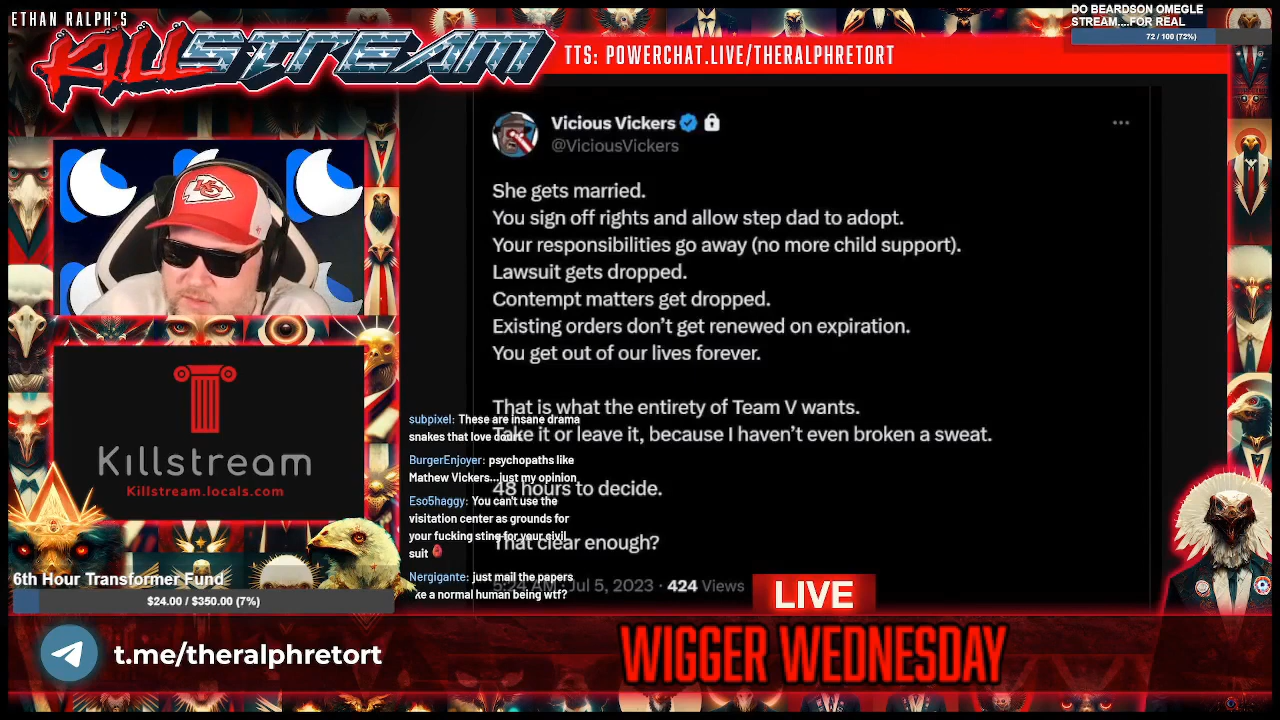 ETHAN RALPH'S
KILLSTREAM
TTS: POWERCHAT.LIVE/THERALPHRETORT
DO BEARDSON OMEGLE
STREAM....FOR REAL
72 / 100 (72%)
Vicious Vickers
@ViciousVickers
She gets married.
You sign off rights and allow step dad to adopt.
Your responsibilities go away (no more child support).
Lawsuit gets dropped.
Contempt matters get dropped.
Existing orders don't get renewed on expiration.
You get out of our lives forever.
That is what the entirety of Team V wants.
Take it or leave it, because I haven't even broken a sweat.
48 hours to decide.
That clear enough?
5:24 AM · Jul 5, 2023 · 424 Views
KC
Killstream
Killstream.locals.com
subpixel: These are insane drama
snakes that love court
BurgerEnjoyer: psychopaths like
Mathew Vickers...just my opinion
Eso5haggy: You can't use the
visitation center as grounds for
your fucking sting for your civil
suit
Nergigante: just mail the papers
like a normal human being wtf?
6th Hour Transformer Fund
$24.00 / $350.00 (7%)
LIVE
t.me/theralphretort
WIGGER WEDNESDAY